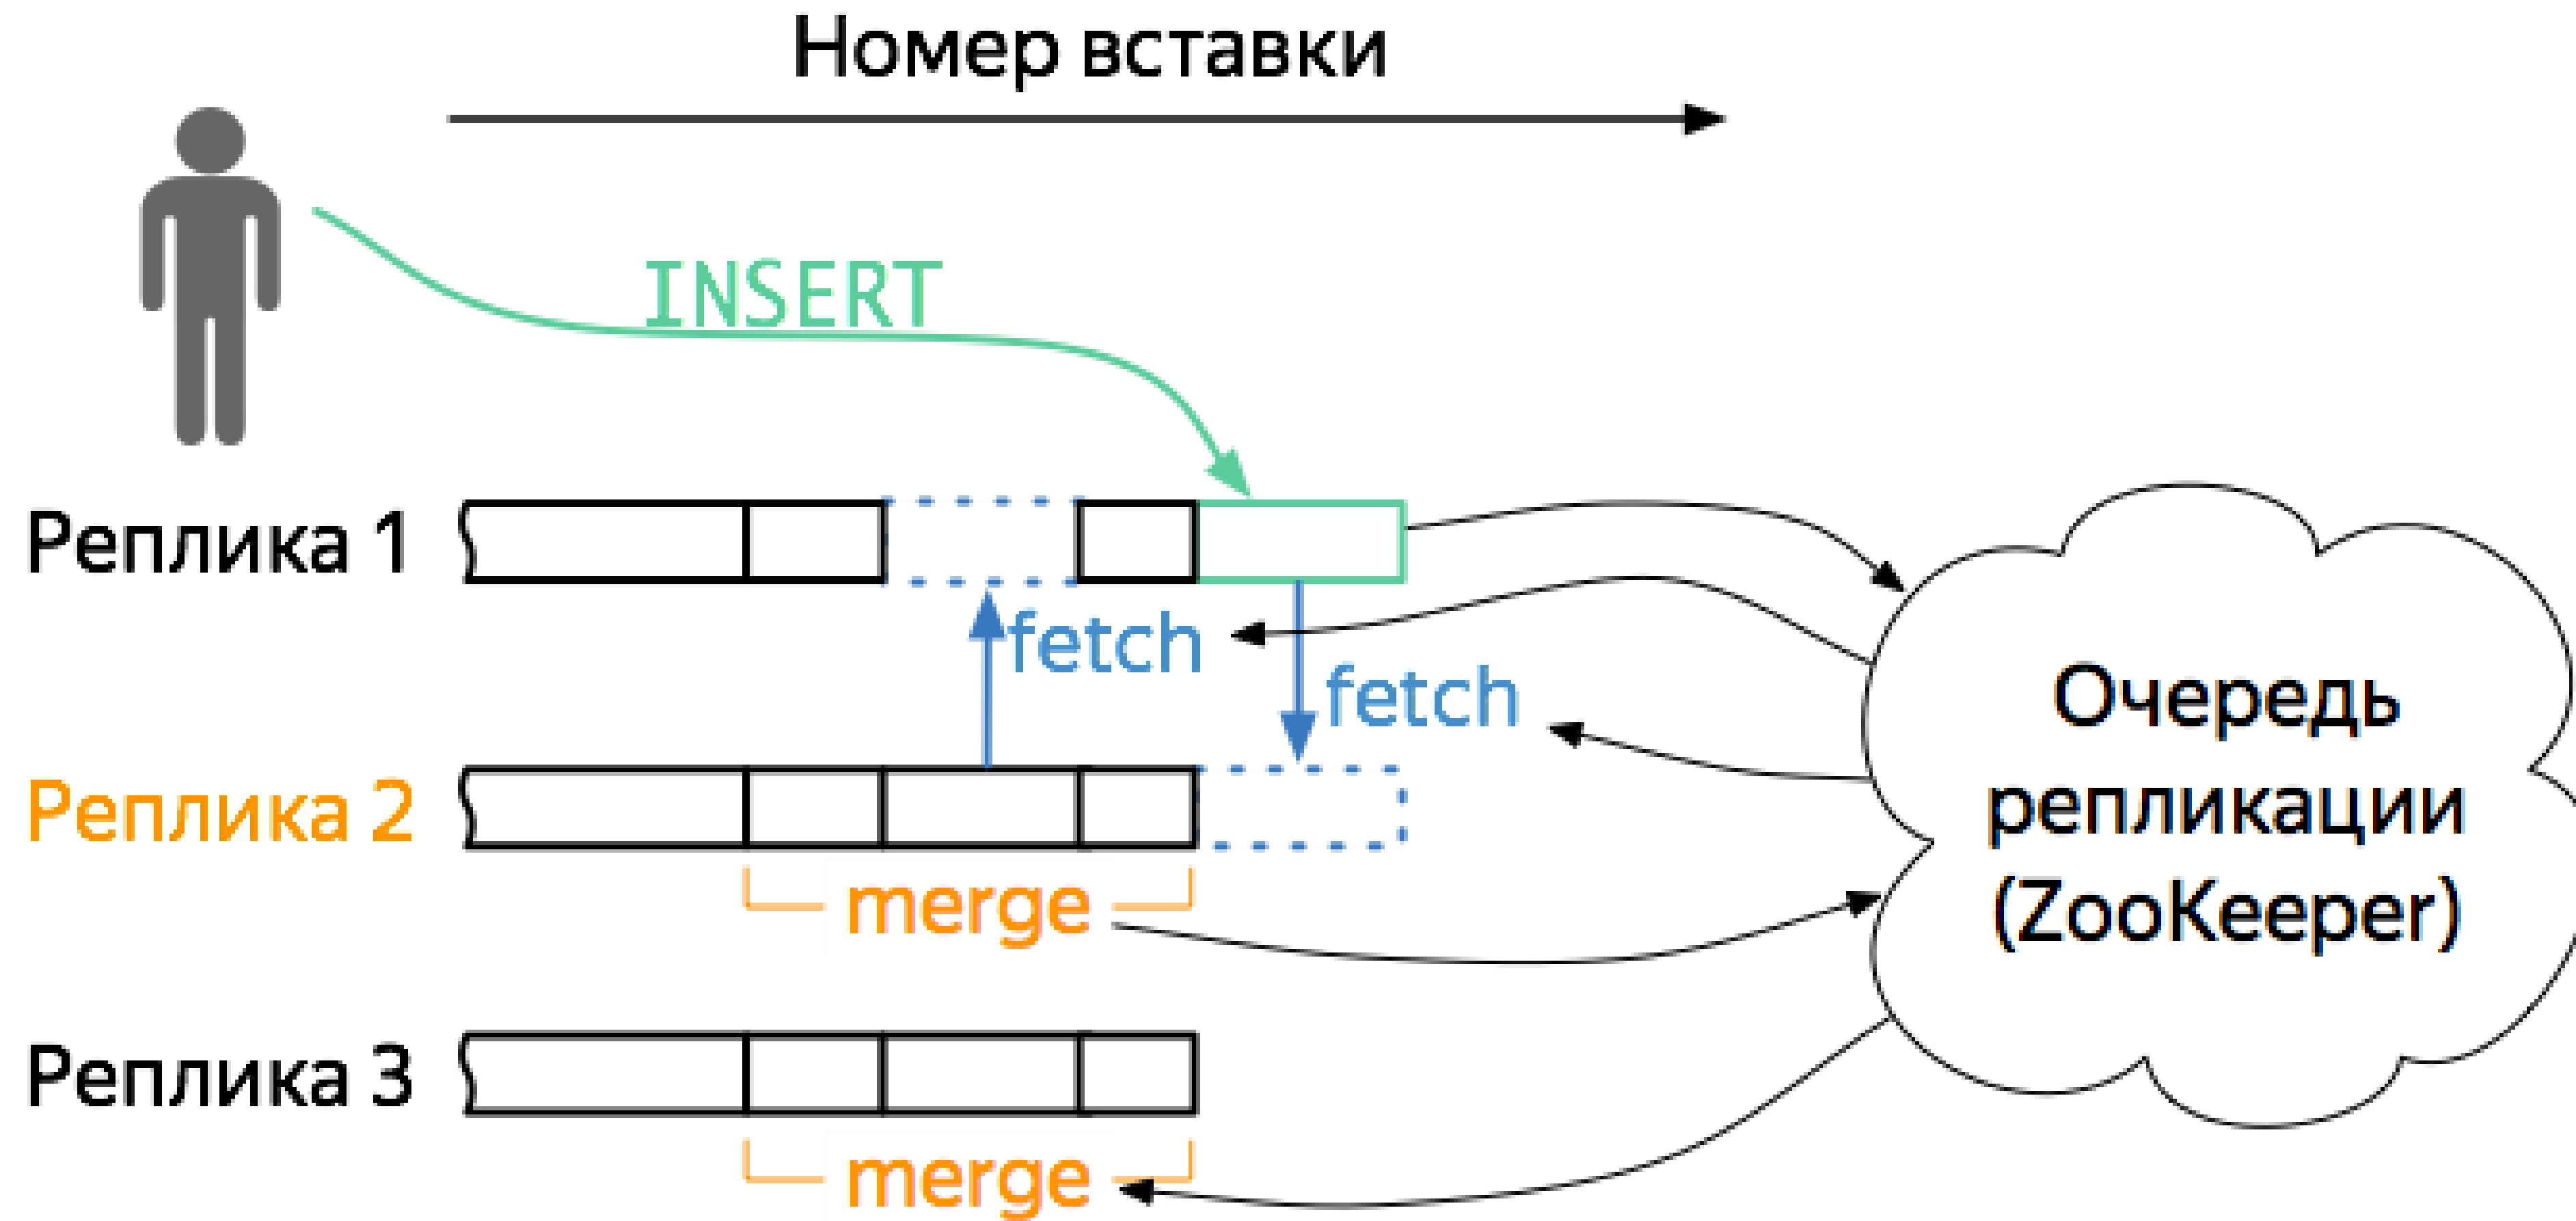 Номер вставки
INSERT
Реплика 1
fetch
fetch
Очередь
репликации
(ZooKeeper)
Реплика 2
merge
Реплика 3
merge